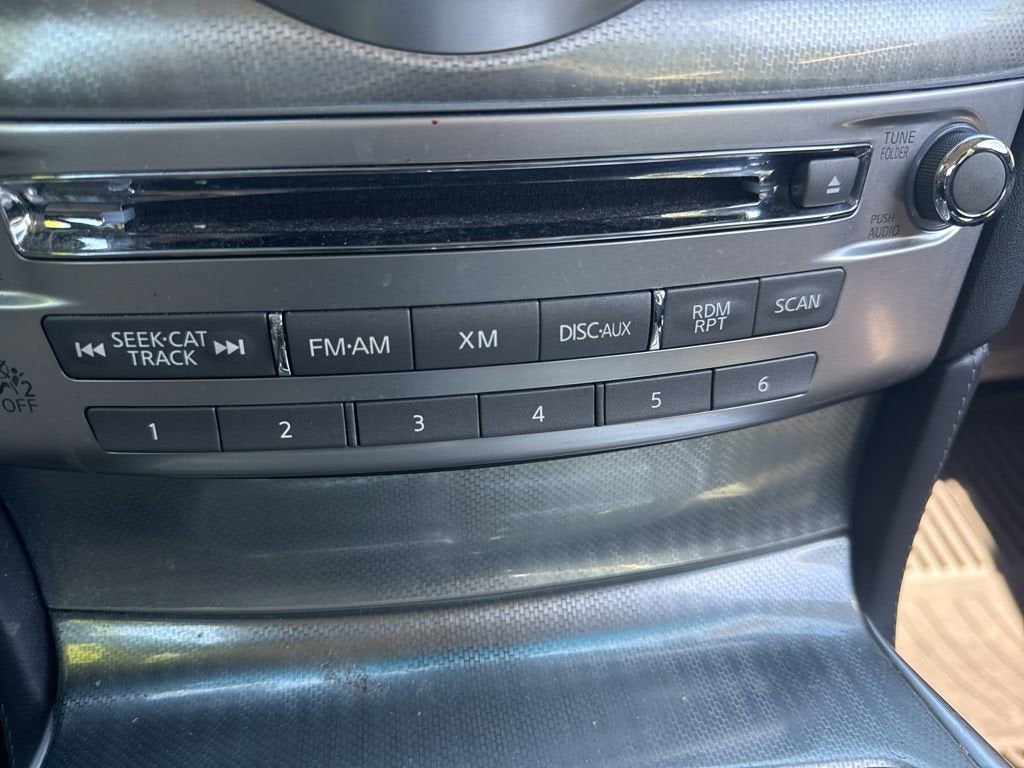 TUNE
FOLDER
PUSH
AUDIO
SEEK·CAT
TRACK
FM·AM
XM
DISC·AUX
RDM
RPT
SCAN
2
OFF
1
2
3
4
5
6